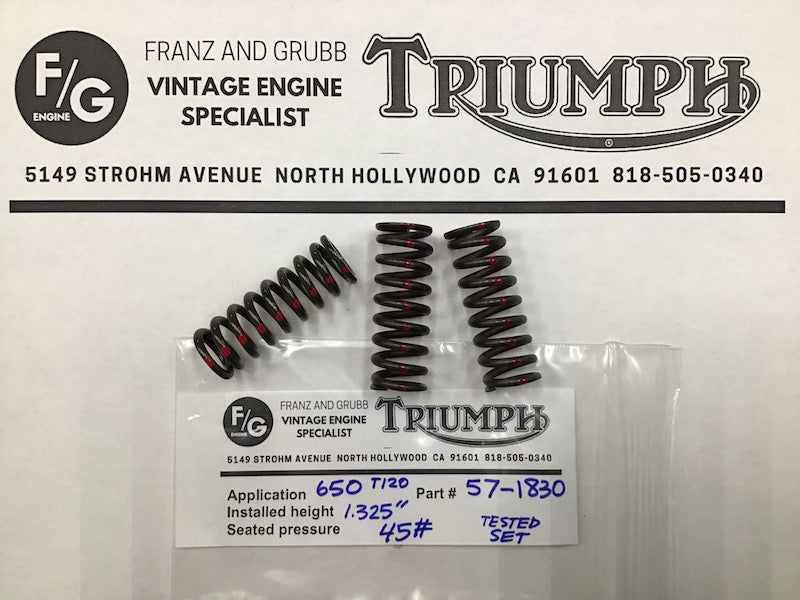 F/G
ENGINE
FRANZ AND GRUBB
VINTAGE ENGINE
SPECIALIST
TRIUMPH
5149 STROHM AVENUE NORTH HOLLYWOOD CA 91601 818-505-0340
F/G
ENGINE
FRANZ AND GRUBB
VINTAGE ENGINE
SPECIALIST
TRIUMPH
5149 STROHM AVENUE NORTH HOLLYWOOD CA 91601 818-505-0340
Application 650 T120 Part # 57-1830
Installed height 1.325"
Seated pressure 45#
TESTED
SET